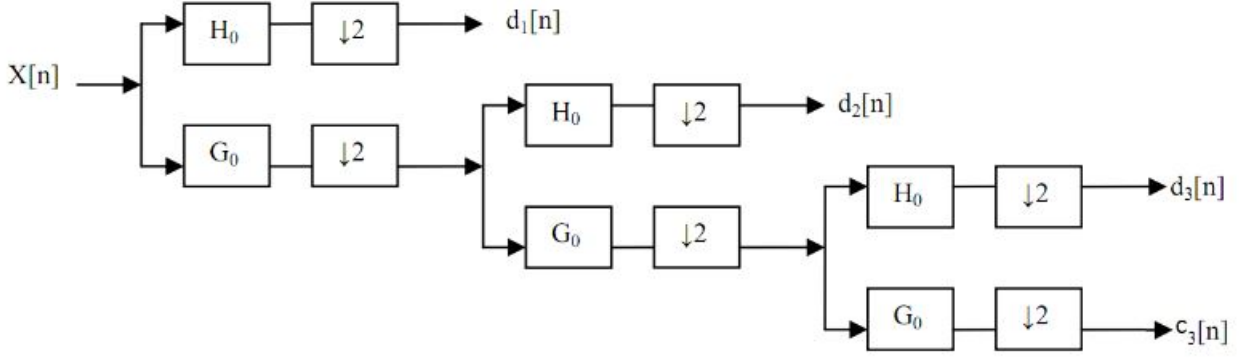 H₀ ↓2 d₁[n]
X[n]
G₀ ↓2 H₀ ↓2 d₂[n]
G₀ ↓2 H₀ ↓2 d₃[n]
G₀ ↓2 c₃[n]